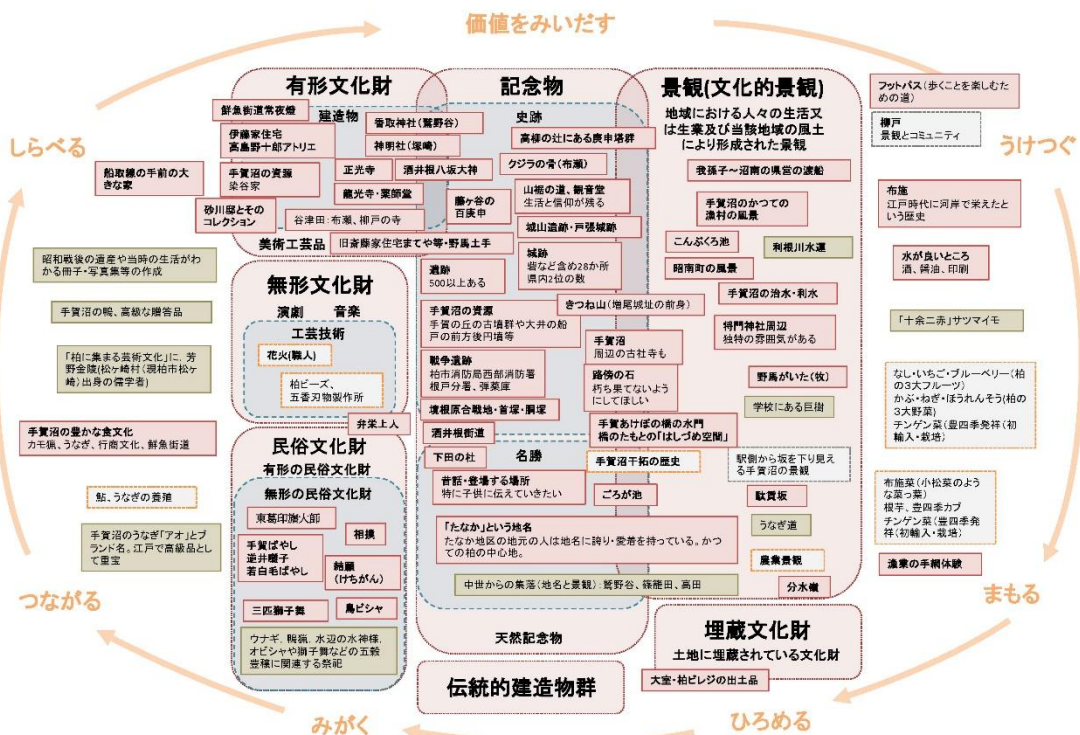 価値をみいだす
しらべる
うけつぐ
つながる
まもる
みがく
ひろめる
有形文化財
建造物
鮮魚街道常夜燈
伊藤家住宅
高島野十郎アトリエ
手賀沼の資源
染谷家
砂川邸とその
コレクション
香取神社(鷲野谷)
神明社(塚崎)
正光寺
酒井根八坂大神
龍光寺・薬師堂
谷津田:布瀬、柳戸の寺
美術工芸品
旧斎藤家住宅まてや等・野馬土手
船取線の手前の大
きな家
昭和戦後の道産や当時の生活がわ
かる冊子・写真集等の作成
手賀沼の鴨、高級な贈答品
「柏に集まる芸術文化」に、芳
野金陵(松ヶ崎村(現柏市松ヶ
崎)出身の儒学者)
手賀沼の豊かな食文化
カモ猟、うなぎ、行商文化、鮮魚街道
鮎、うなぎの養殖
手賀沼のうなぎ「アオ」とブ
ランド名。江戸で高級品とし
て重宝
無形文化財
演劇 音楽
工芸技術
花火(職人)
柏ビーズ、
五香刃物製作所
弁栄上人
民俗文化財
有形の民俗文化財
無形の民俗文化財
東葛印旛大師
相撲
手賀ばやし
逆井囃子
若白毛ばやし
結願
(けちがん)
三匹獅子舞
鳥ビシャ
ウナギ、鴨猟、水辺の水神様、
オビシャや獅子舞などの五穀
豊穣に関連する祭祀
記念物
史跡
高柳の辻にある庚申塔群
クジラの骨(布瀬)
藤ヶ谷の
百庚申
山裾の道、観音堂
生活と信仰が残る
城山遺跡・戸張城跡
遺跡
500以上ある
城跡
砦など含め28か所
県内2位の数
きつね山(増尾城址の前身)
手賀沼の資源
手賀の丘の古墳群や大井の船
戸の前方後円墳等
手賀沼
周辺の古社寺も
戦争遺跡
柏市消防局西部消防署
根戸分署、弾薬庫
路傍の石
朽ち果てないよう
にしてほしい
境根原合戦地・首塚・胴塚
酒井根街道
手賀あけぼの橋の水門
橋のたもとの「はしづめ空間」
名勝
下田の杜
手賀沼干拓の歴史
昔話・登場する場所
特に子供に伝えていきたい
ごろが池
「たなか」という地名
たなか地区の地元の人は地名に誇り・愛着を持っている。かつ
ての柏の中心地。
中世からの集落(地名と景観):鷲野谷、篠籠田、高田
天然記念物
伝統的建造物群
景観(文化的景観)
地域における人々の生活又
は生業及び当該地域の風土
により形成された景観
我孫子～沼南の県営の渡船
手賀沼のかつての
漁村の風景
こんぶくろ池
利根川水運
昭南町の風景
手賀沼の治水・利水
将門神社周辺
独特の雰囲気がある
野馬がいた(牧)
学校にある巨樹
駅側から坂を下り見え
る手賀沼の景観
駄賃坂
うなぎ道
農業景観
分水嶺
埋蔵文化財
土地に埋蔵されている文化財
大室・柏ビレジの出土品
フットパス(歩くことを楽しむた
めの道)
柳戸
景観とコミュニティ
布施
江戸時代に河岸で栄えたとい
う歴史
水が良いところ
酒、醤油、印刷
「十余二赤」サツマイモ
なし・いちご・ブルーベリー(柏
の3大フルーツ)
かぶ・ねぎ・ほうれんそう(柏の
3大野菜)
チンゲン菜(豊四季発祥(初
輸入・栽培)
布施菜(小松菜のよう
な菜っ葉)
根芋、豊四季カブ
チンゲン菜(豊四季発
祥(初輸入・栽培)
漁業の手綱体験